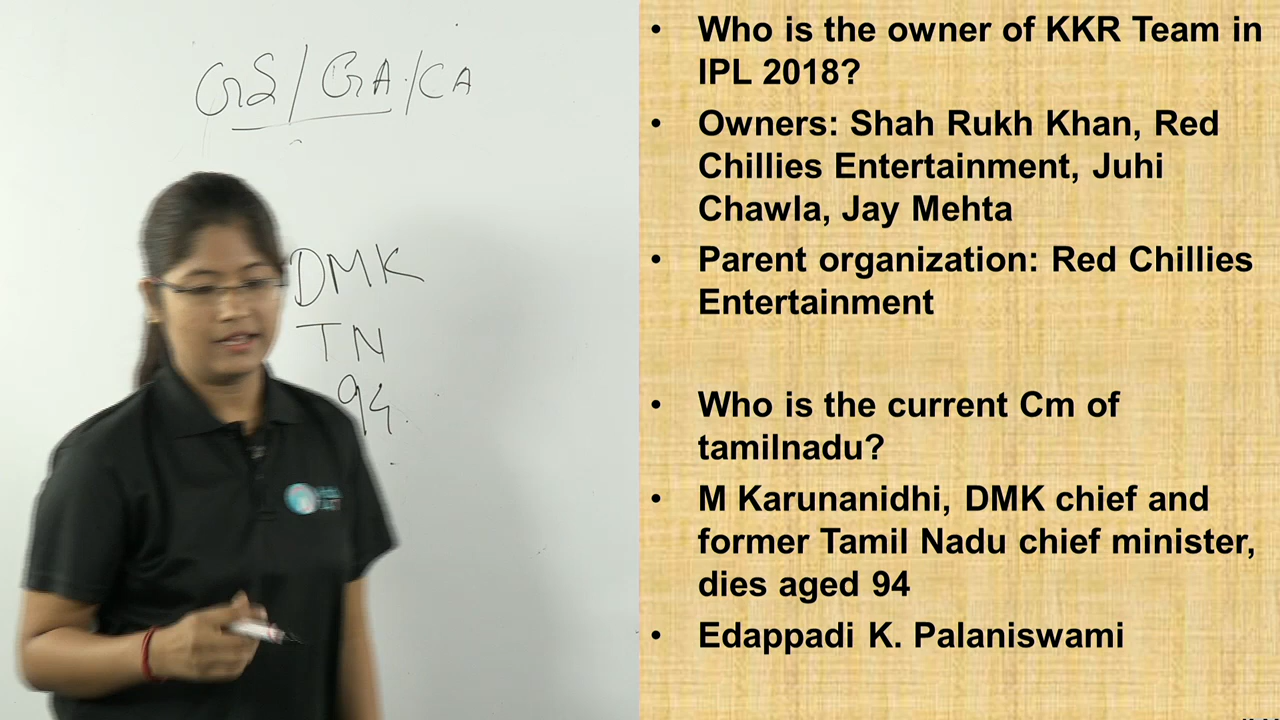 GS / GA / CA
DMK
TN
94
• Who is the owner of KKR Team in
IPL 2018?
• Owners: Shah Rukh Khan, Red
Chillies Entertainment, Juhi
Chawla, Jay Mehta
• Parent organization: Red Chillies
Entertainment
• Who is the current Cm of
tamilnadu?
• M Karunanidhi, DMK chief and
former Tamil Nadu chief minister,
dies aged 94
• Edappadi K. Palaniswami